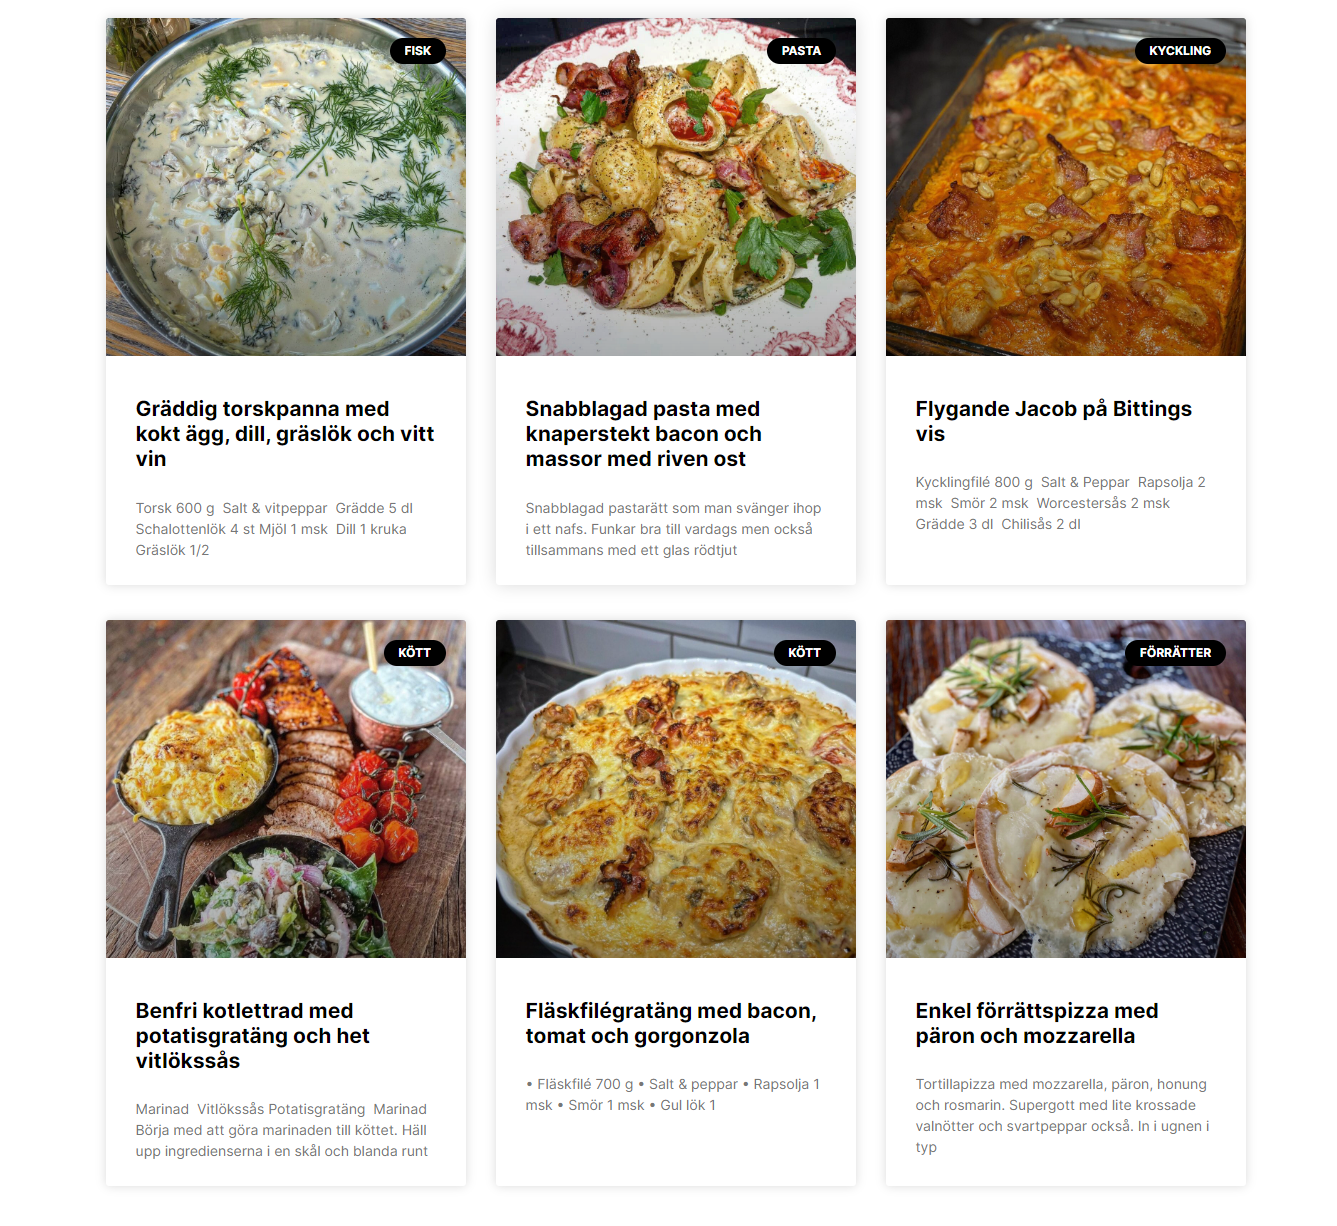 FISK
Gräddig torskpanna med
kokt ägg, dill, gräslök och vitt
vin
Torsk 600 g  Salt & vitpeppar  Grädde 5 dl
Schalottenlök 4 st Mjöl 1 msk  Dill 1 kruka
Gräslök 1/2
PASTA
Snabblagad pasta med
knaperstekt bacon och
massor med riven ost
Snabblagad pastarätt som man svänger ihop
i ett nafs. Funkar bra till vardags men också
tillsammans med ett glas rödtjut
KYCKLING
Flygande Jacob på Bittings
vis
Kycklingfilé 800 g  Salt & Peppar  Rapsolja 2
msk  Smör 2 msk  Worcestersås 2 msk
Grädde 3 dl  Chilisås 2 dl
KÖTT
Benfri kotlettrad med
potatisgratäng och het
vitlökssås
Marinad  Vitlökssås Potatisgratäng  Marinad
Börja med att göra marinaden till köttet. Häll
upp ingredienserna i en skål och blanda runt
KÖTT
Fläskfilégratäng med bacon,
tomat och gorgonzola
• Fläskfilé 700 g • Salt & peppar • Rapsolja 1
msk • Smör 1 msk • Gul lök 1
FÖRRÄTTER
Enkel förrättspizza med
päron och mozzarella
Tortillapizza med mozzarella, päron, honung
och rosmarin. Supergott med lite krossade
valnötter och svartpeppar också. In i ugnen i
typ